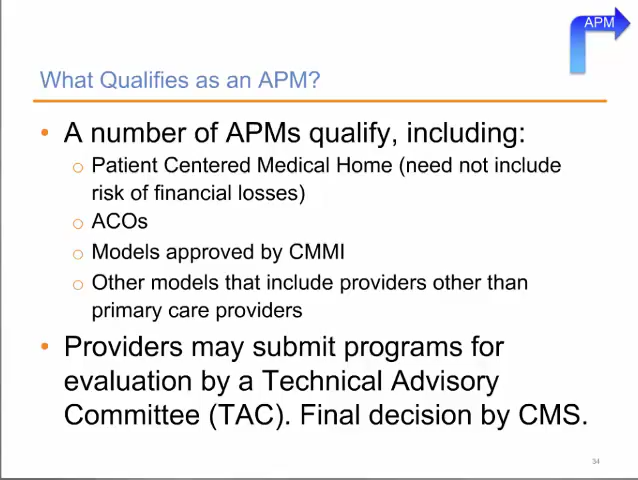 APM
What Qualifies as an APM?
• A number of APMs qualify, including:
o Patient Centered Medical Home (need not include
risk of financial losses)
o ACOs
o Models approved by CMMI
o Other models that include providers other than
primary care providers
• Providers may submit programs for
evaluation by a Technical Advisory
Committee (TAC). Final decision by CMS.
34